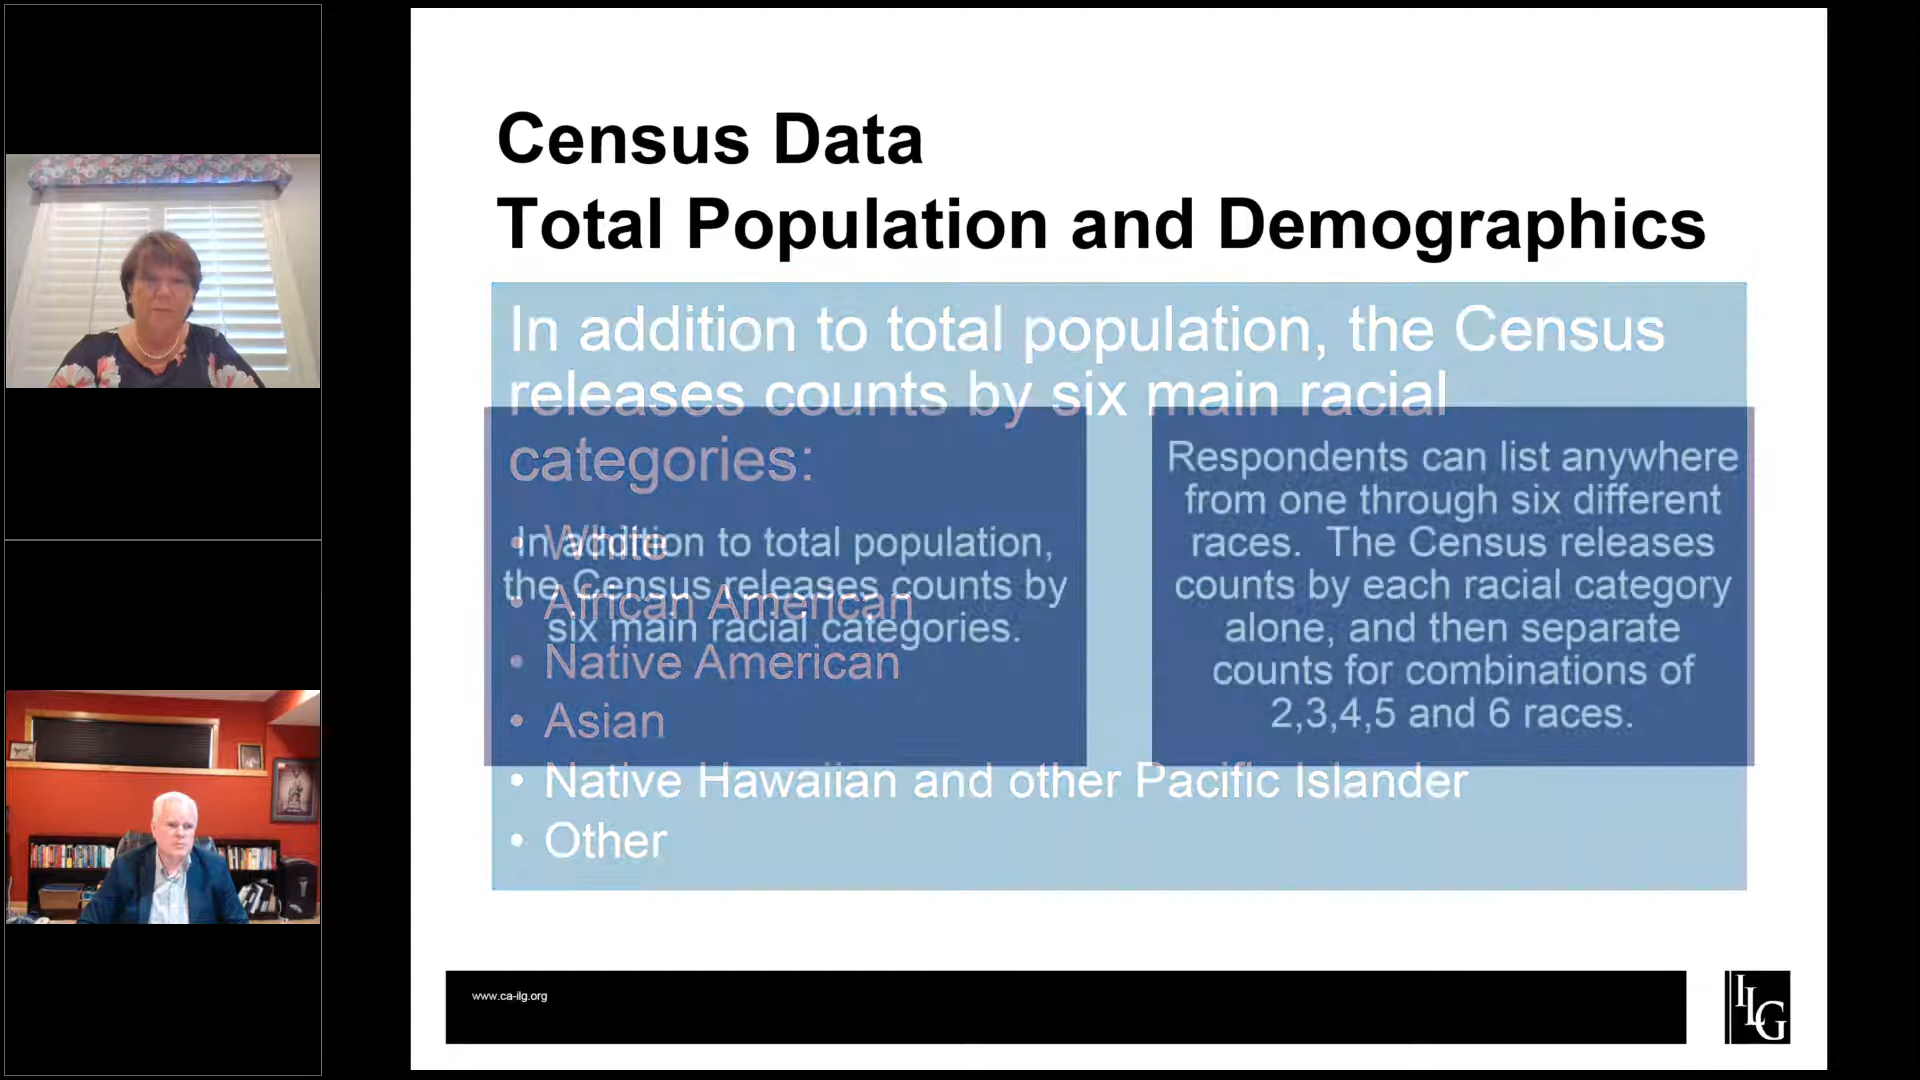 Census Data
Total Population and Demographics
In addition to total population, the Census
releases counts by six main racial
categories:
• White
• African American
• Native American
• Asian
• Native Hawaiian and other Pacific Islander
• Other
In addition to total population,
the Census releases counts by
six main racial categories.
Respondents can list anywhere
from one through six different
races. The Census releases
counts by each racial category
alone, and then separate
counts for combinations of
2,3,4,5 and 6 races.
www.ca-ilg.org
ILG